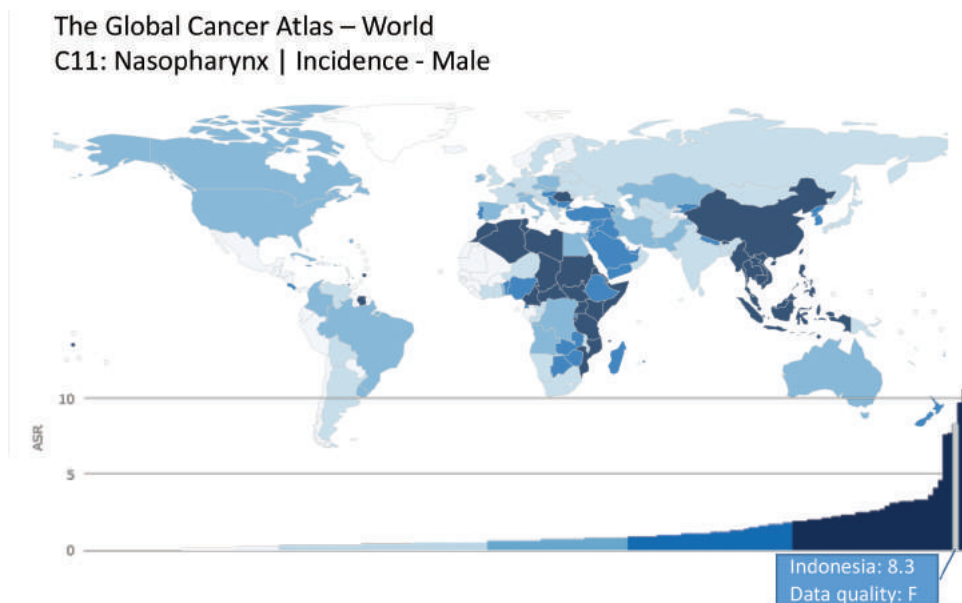 The Global Cancer Atlas – World
C11: Nasopharynx | Incidence - Male
10
ASR
5
0
Indonesia: 8.3
Data quality: F